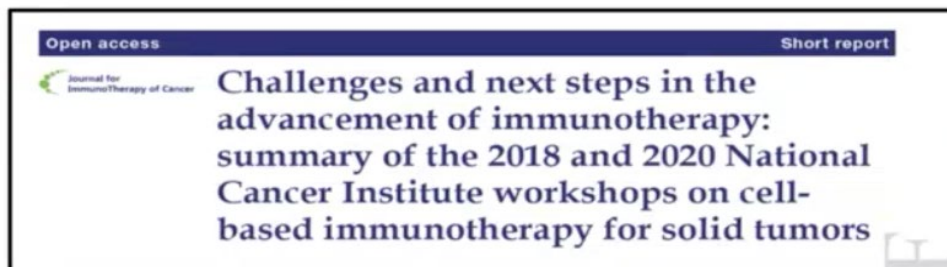 Open access
Short report
Journal for
ImmunoTherapy of Cancer
Challenges and next steps in the
advancement of immunotherapy:
summary of the 2018 and 2020 National
Cancer Institute workshops on cell-
based immunotherapy for solid tumors